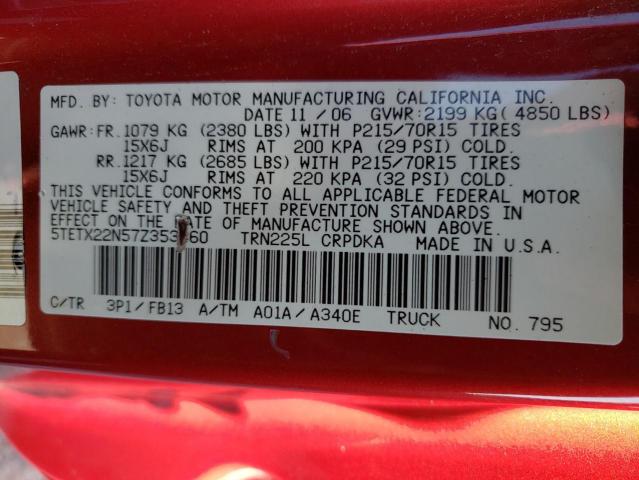 MFD. BY: TOYOTA MOTOR MANUFACTURING CALIFORNIA INC.
DATE 11 / 06 GVWR: 2199 KG ( 4850 LBS)
GAWR: FR. 1079 KG (2380 LBS) WITH P215/70R15 TIRES
15X6J RIMS AT 200 KPA (29 PSI) COLD.
RR. 1217 KG (2685 LBS) WITH P215/70R15 TIRES
15X6J RIMS AT 220 KPA (32 PSI) COLD.
THIS VEHICLE CONFORMS TO ALL APPLICABLE FEDERAL MOTOR
VEHICLE SAFETY AND THEFT PREVENTION STANDARDS IN
EFFECT ON THE DATE OF MANUFACTURE SHOWN ABOVE.
TRN225L CRPDKA MADE IN U.S.A.
C/TR 3P1 / FB13 A/TM A01A / A340E TRUCK NO. 795